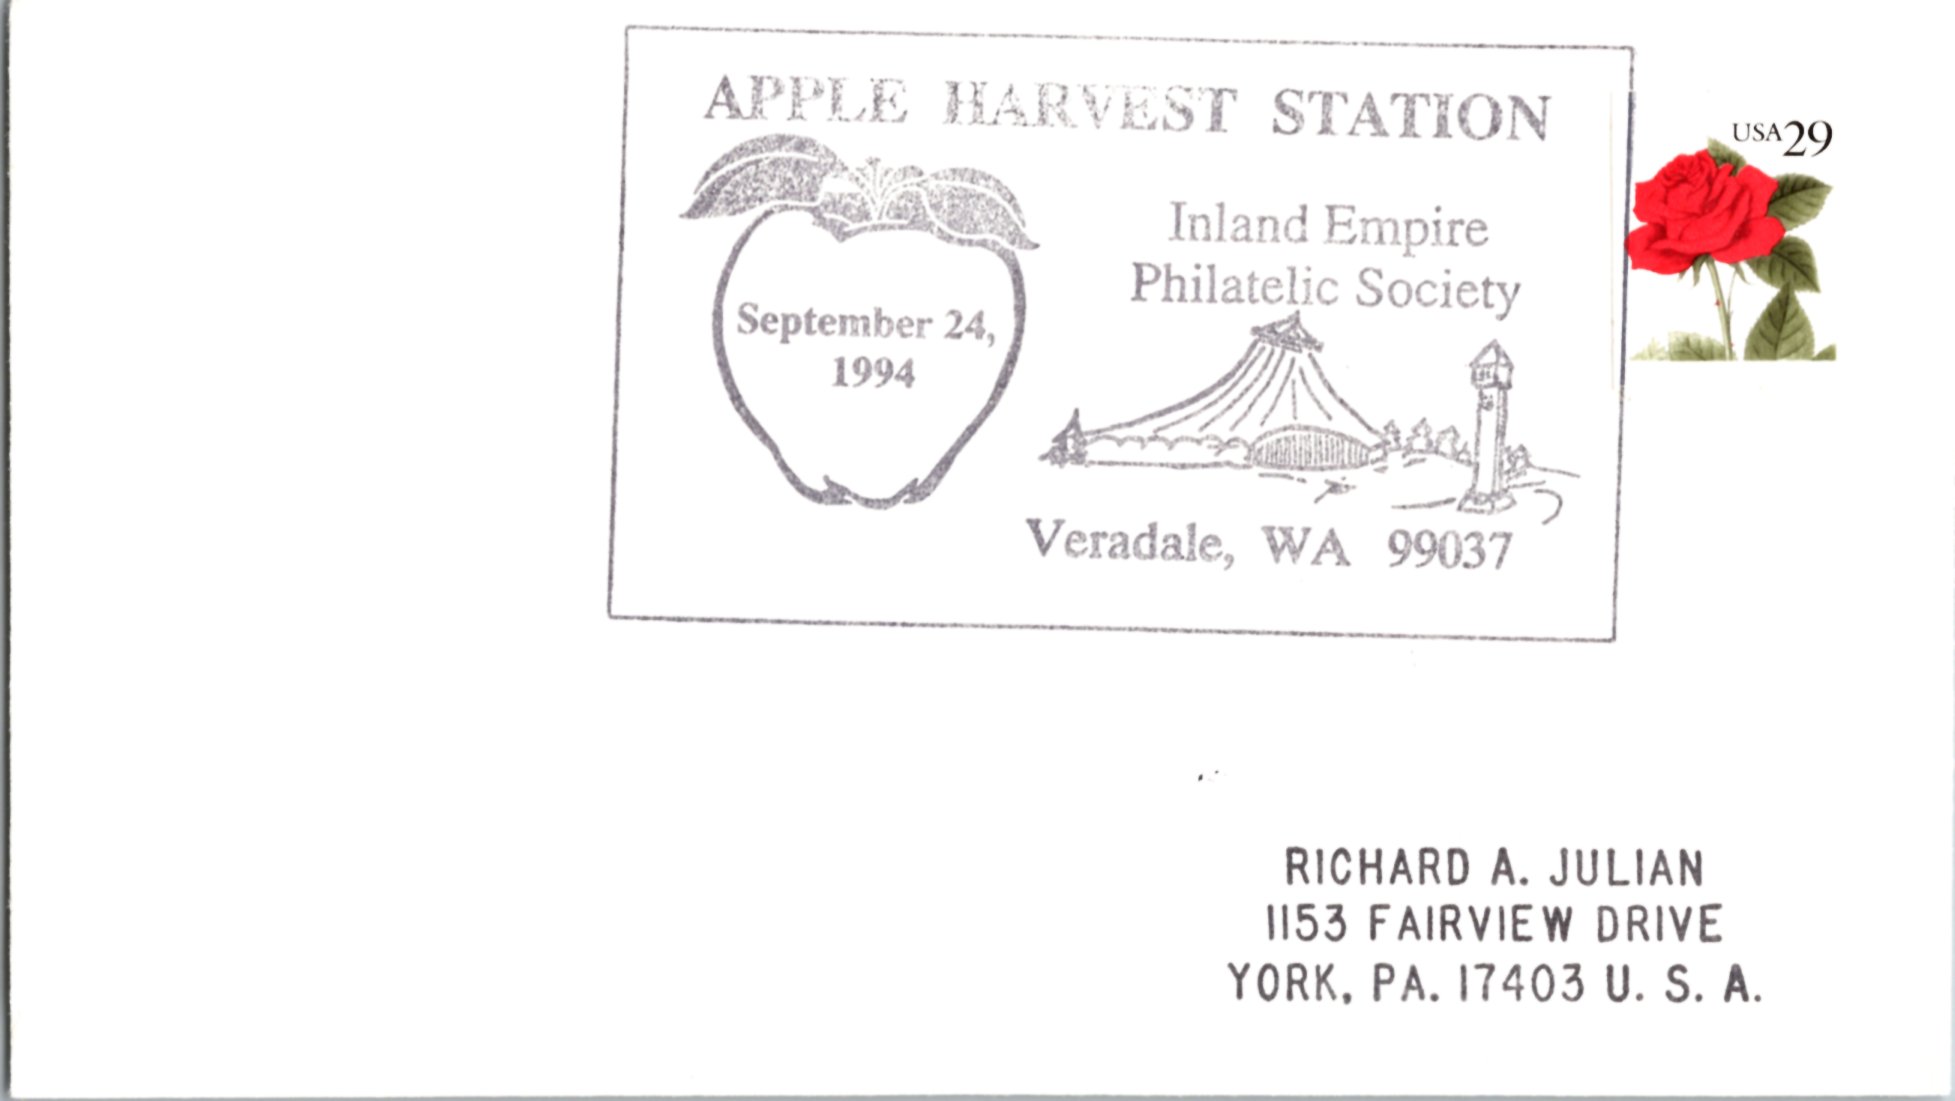 APPLE HARVEST STATION
Inland Empire
Philatelic Society
September 24,
1994
Veradale, WA 99037
USA29
RICHARD A. JULIAN
1153 FAIRVIEW DRIVE
YORK, PA. 17403 U. S. A.